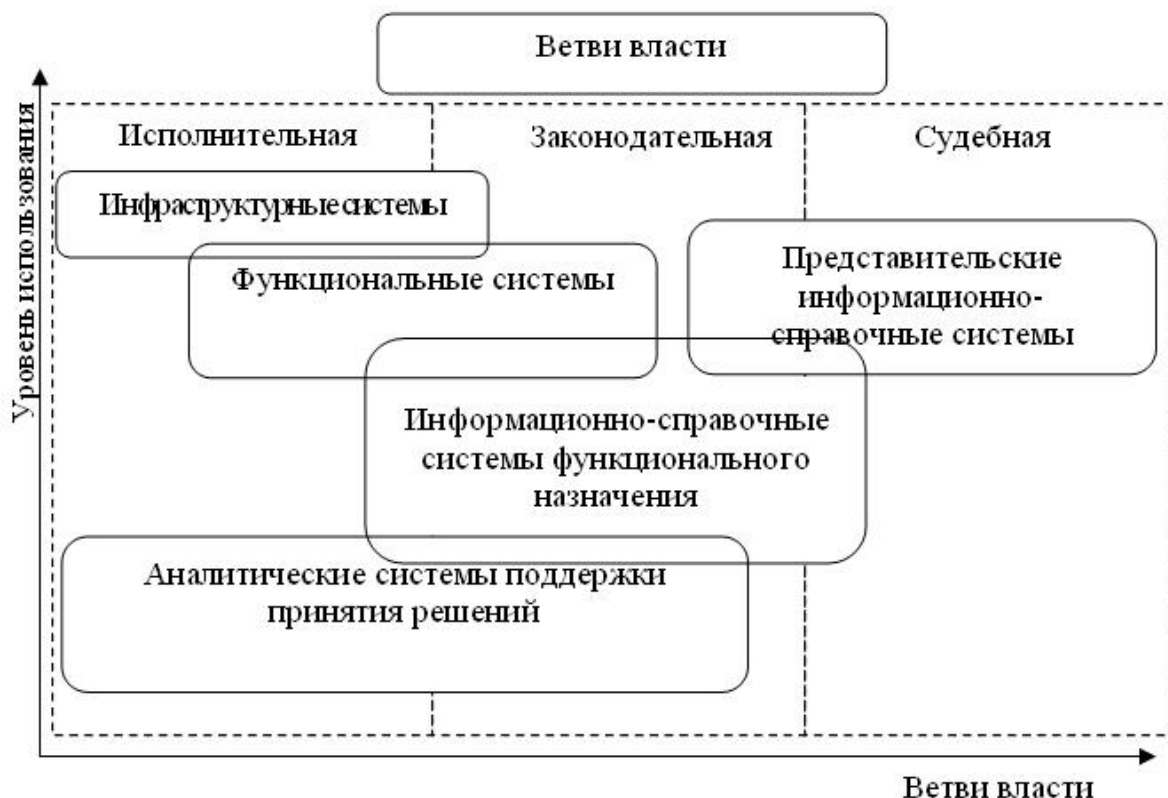 Ветви власти
Исполнительная
Законодательная
Судебная
Уровень использования
Инфраструктурные системы
Функциональные системы
Представительские
информационно-
справочные системы
Информационно-справочные
системы функционального
назначения
Аналитические системы поддержки
принятия решений
Ветви власти